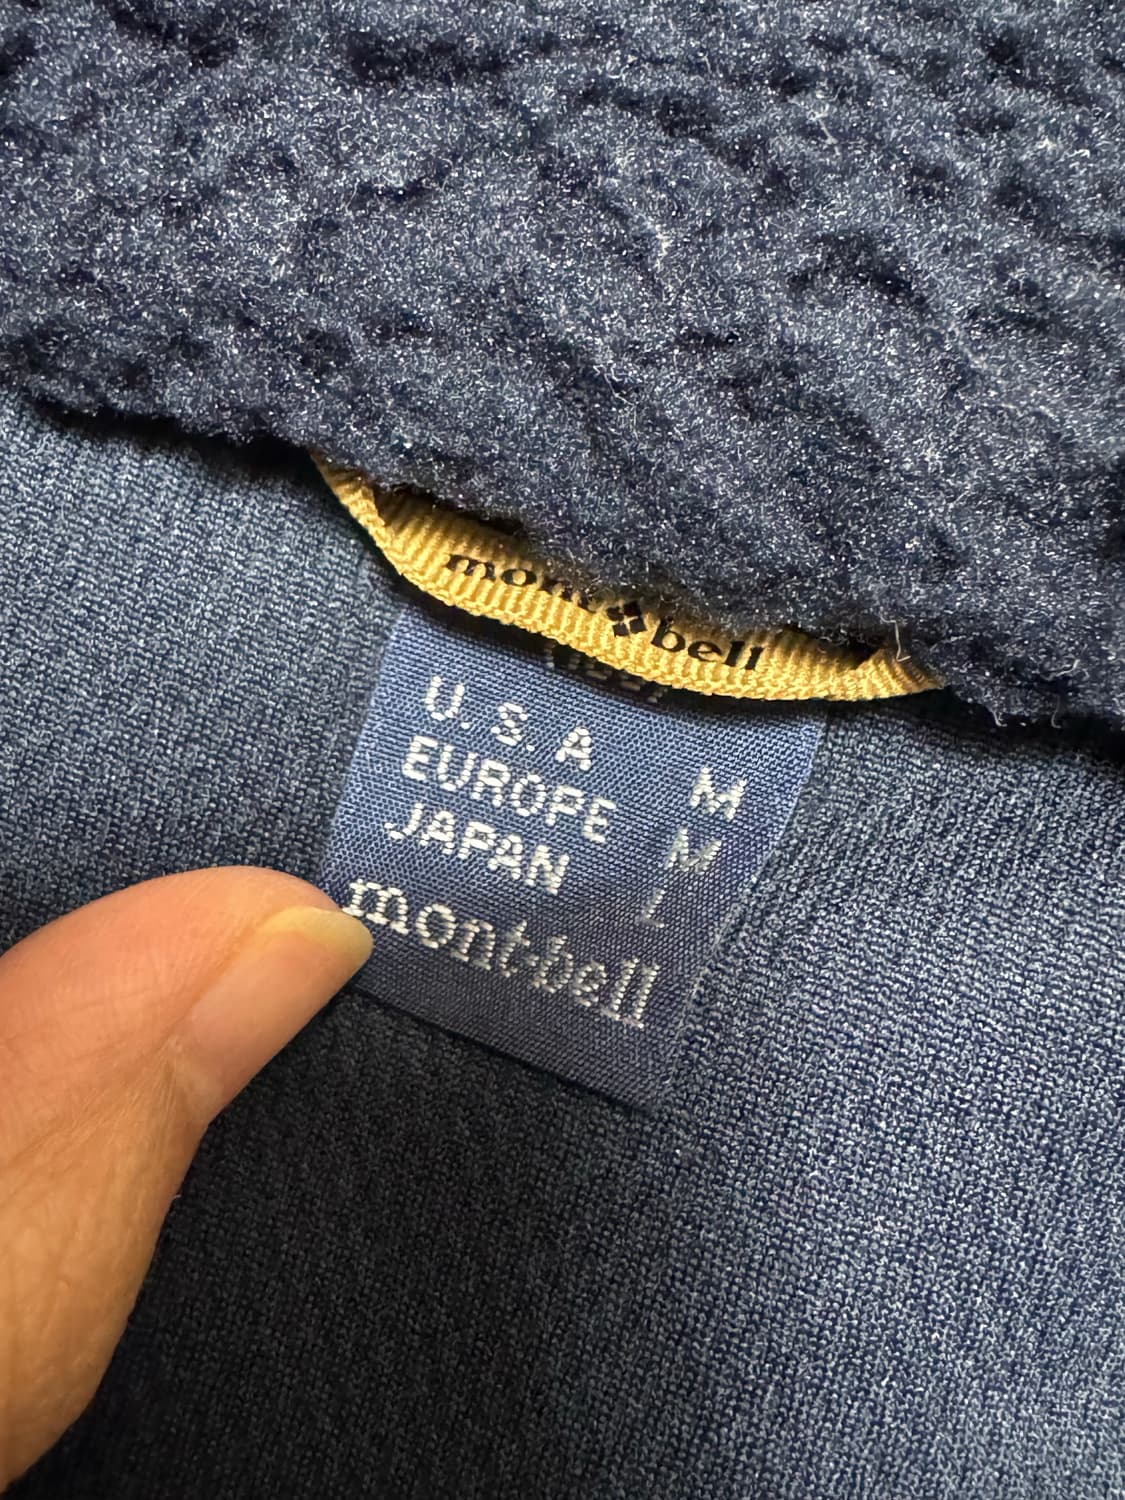 mont bell
U.S.A M
EUROPE M
JAPAN L
mont-bell